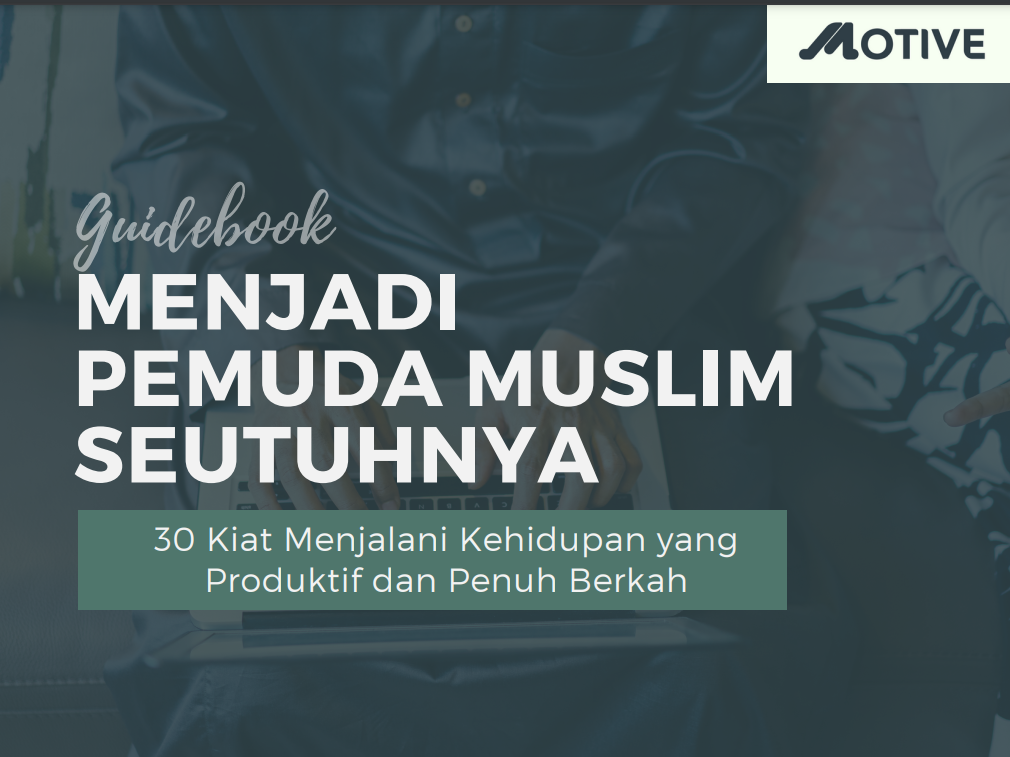 MOTIVE
Guidebook
MENJADI
PEMUDA MUSLIM
SEUTUHNYA
30 Kiat Menjalani Kehidupan yang
Produktif dan Penuh Berkah